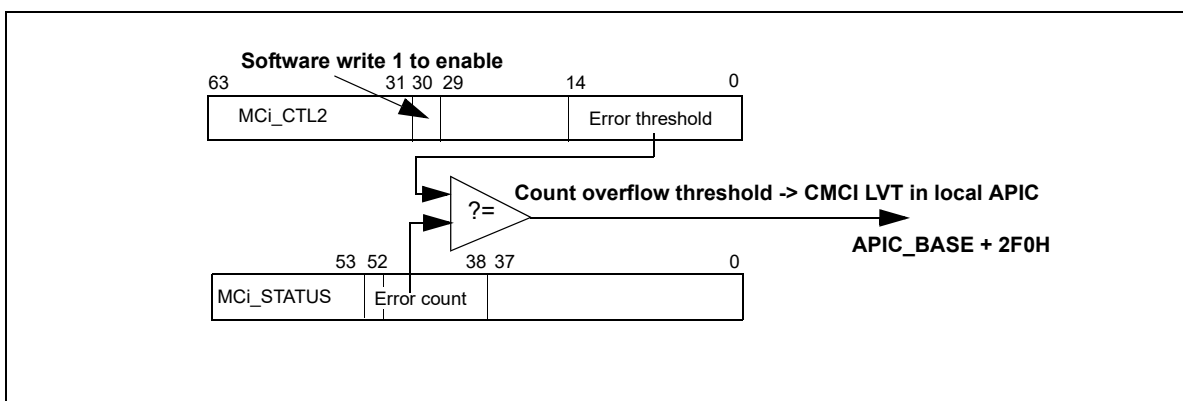 Software write 1 to enable
63 31 30 29 14 0
MCi_CTL2 Error threshold
Count overflow threshold -> CMCI LVT in local APIC
?=
APIC_BASE + 2F0H
53 52 38 37 0
MCi_STATUS Error count